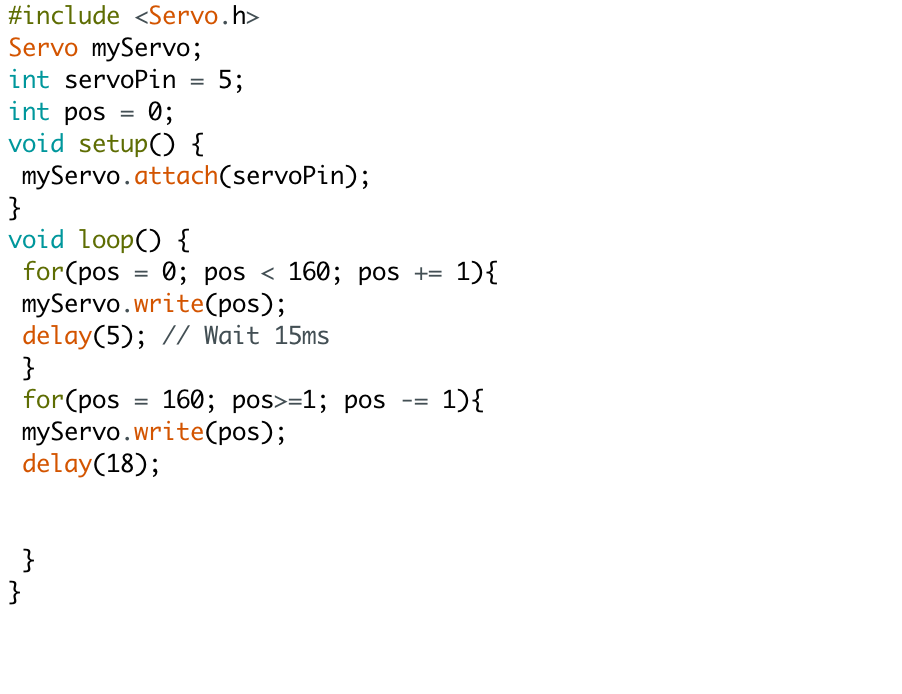 #include <Servo.h>
Servo myServo;
int servoPin = 5;
int pos = 0;
void setup() {
 myServo.attach(servoPin);
}
void loop() {
 for(pos = 0; pos < 160; pos += 1){
 myServo.write(pos);
 delay(5); // Wait 15ms
 }
 for(pos = 160; pos>=1; pos -= 1){
 myServo.write(pos);
 delay(18);
 }
}